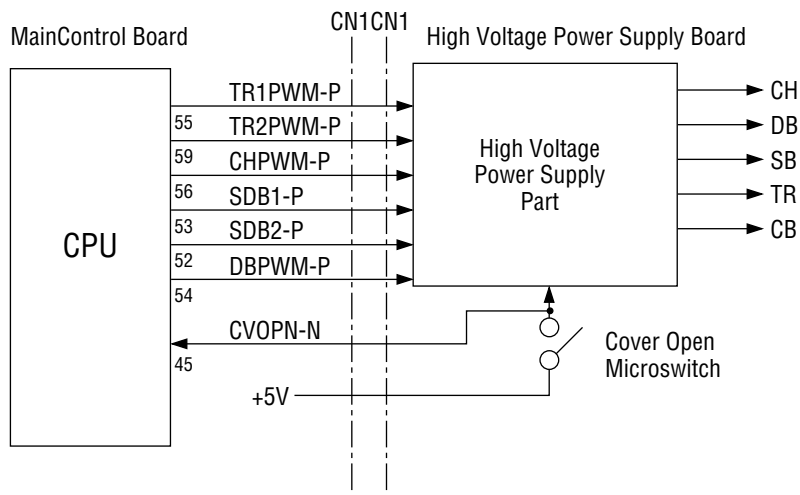 CN1CN1
MainControl Board
High Voltage Power Supply Board
TR1PWM-P
55
TR2PWM-P
59
CHPWM-P
56
SDB1-P
53
SDB2-P
52
DBPWM-P
54
CVOPN-N
45
CPU
High Voltage
Power Supply
Part
CH
DB
SB
TR
CB
Cover Open
Microswitch
+5V